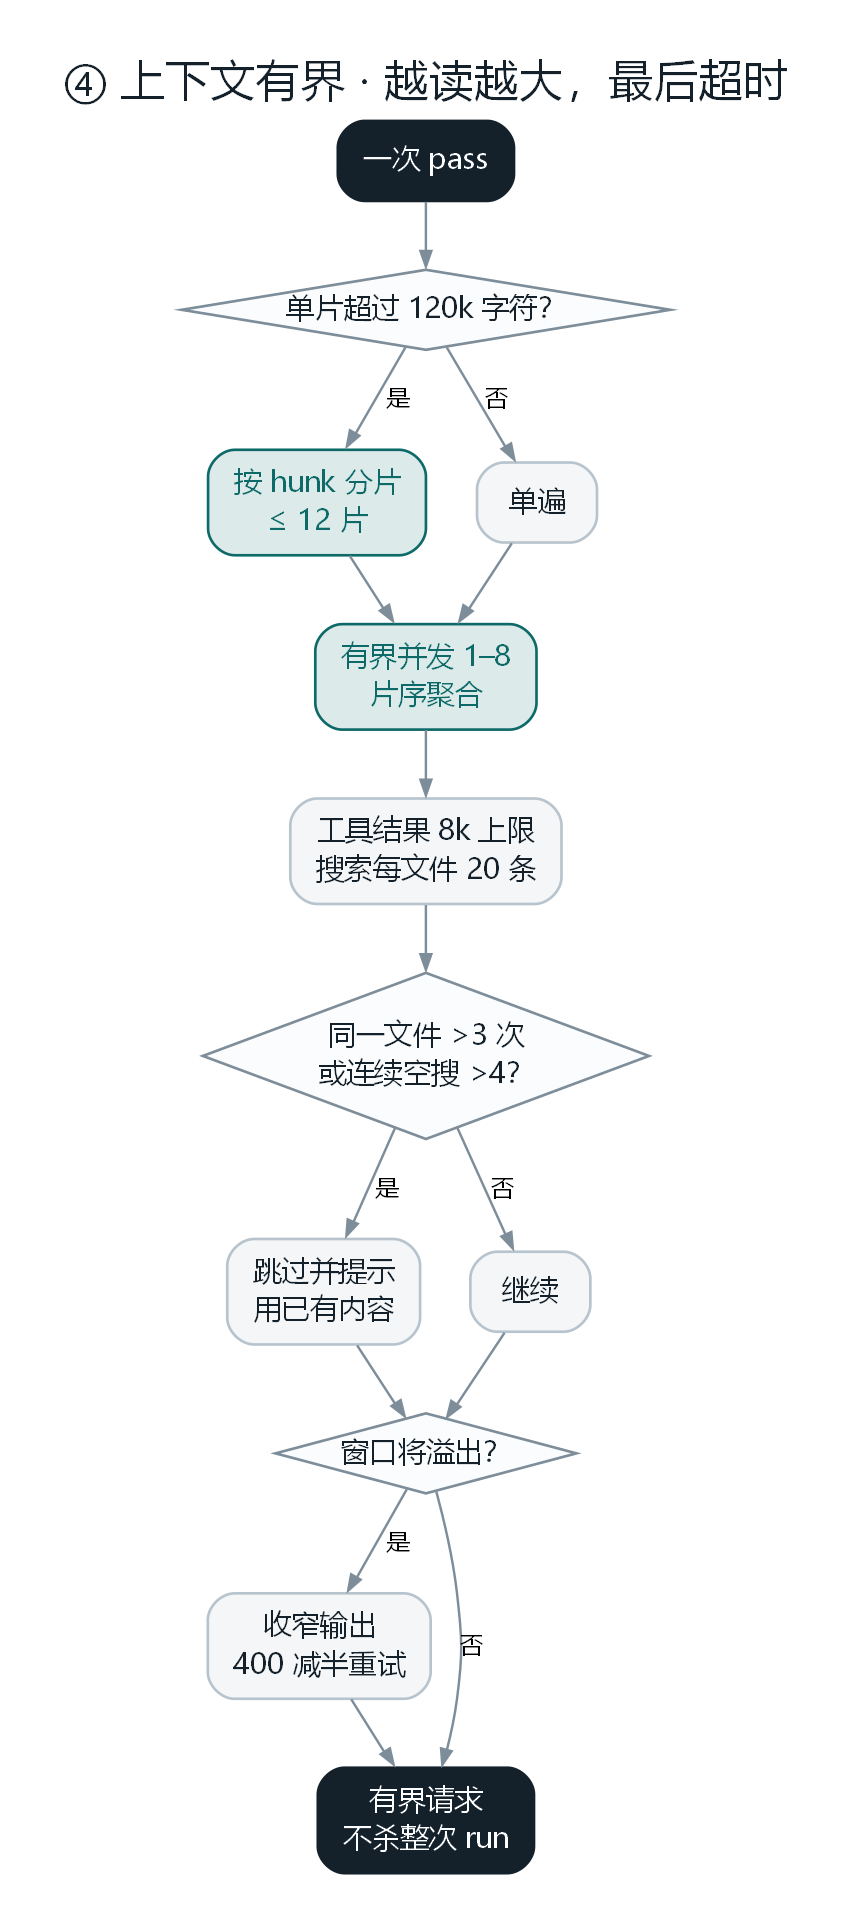 ④ 上下文有界 · 越读越大，最后超时
一次 pass
单片超过 120k 字符？
是
否
按 hunk 分片
≤ 12 片
单遍
有界并发 1–8
片序聚合
工具结果 8k 上限
搜索每文件 20 条
同一文件 >3 次
或连续空搜 >4？
是
否
跳过并提示
用已有内容
继续
窗口将溢出？
是
收窄输出
400 减半重试
否
有界请求
不杀整次 run